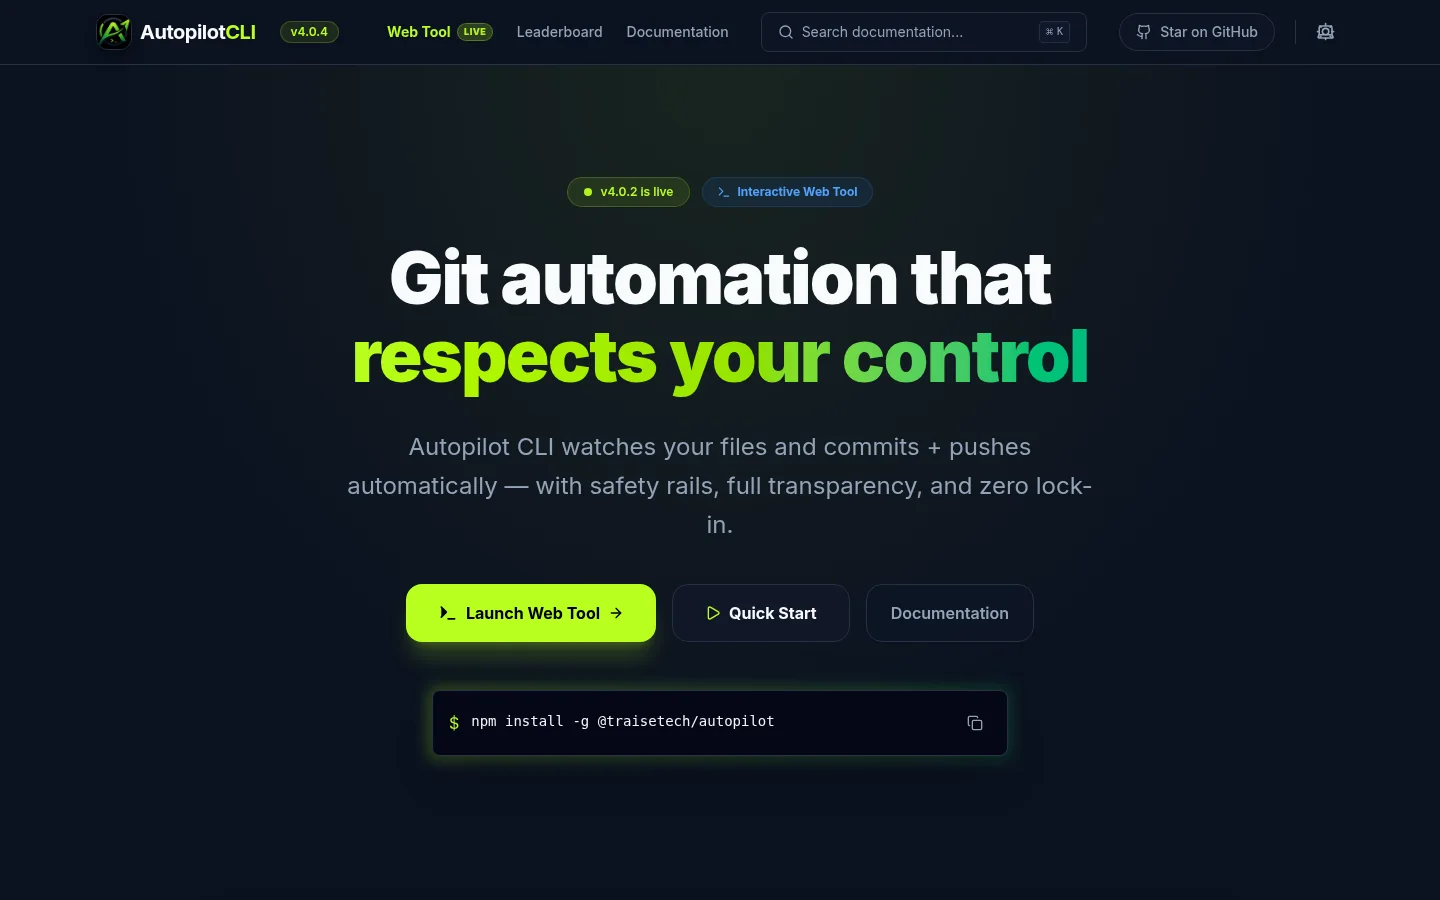 AutopilotCLI v4.0.4 Web Tool LIVE Leaderboard Documentation Search documentation... ⌘ K Star on GitHub
v4.0.2 is live Interactive Web Tool
Git automation that
respects your control
Autopilot CLI watches your files and commits + pushes
automatically — with safety rails, full transparency, and zero lock-
in.
Launch Web Tool → Quick Start Documentation
$ npm install -g @traisetech/autopilot